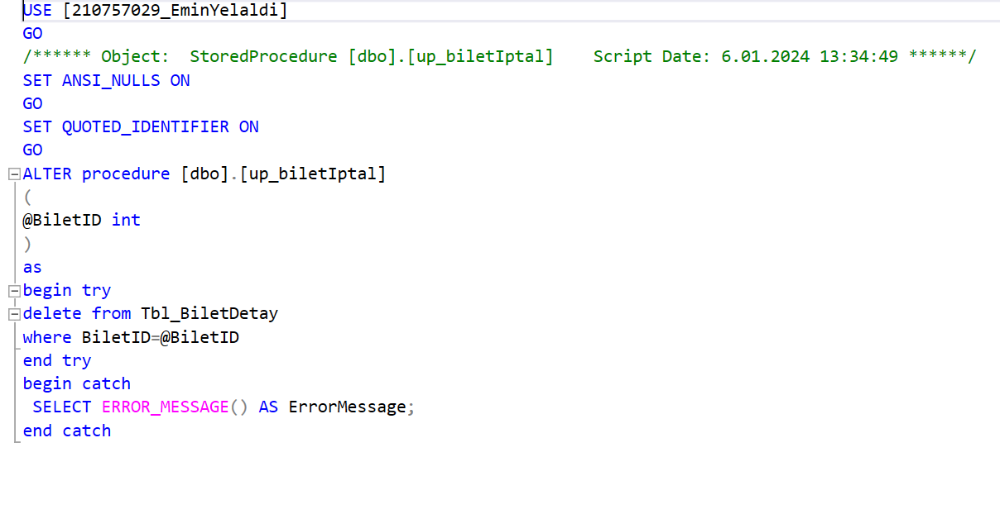 USE [210757029_EminYelaldi]
GO
/****** Object:  StoredProcedure [dbo].[up_biletIptal]    Script Date: 6.01.2024 13:34:49 ******/
SET ANSI_NULLS ON
GO
SET QUOTED_IDENTIFIER ON
GO
ALTER procedure [dbo].[up_biletIptal]
(
@BiletID int
)
as
begin try
delete from Tbl_BiletDetay
where BiletID=@BiletID
end try
begin catch
 SELECT ERROR_MESSAGE() AS ErrorMessage;
end catch